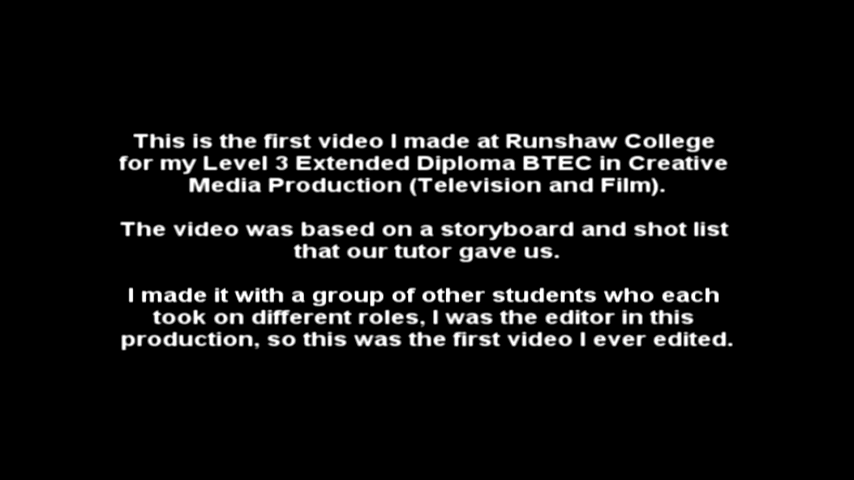 This is the first video I made at Runshaw College
for my Level 3 Extended Diploma BTEC in Creative
Media Production (Television and Film).
The video was based on a storyboard and shot list
that our tutor gave us.
I made it with a group of other students who each
took on different roles, I was the editor in this
production, so this was the first video I ever edited.